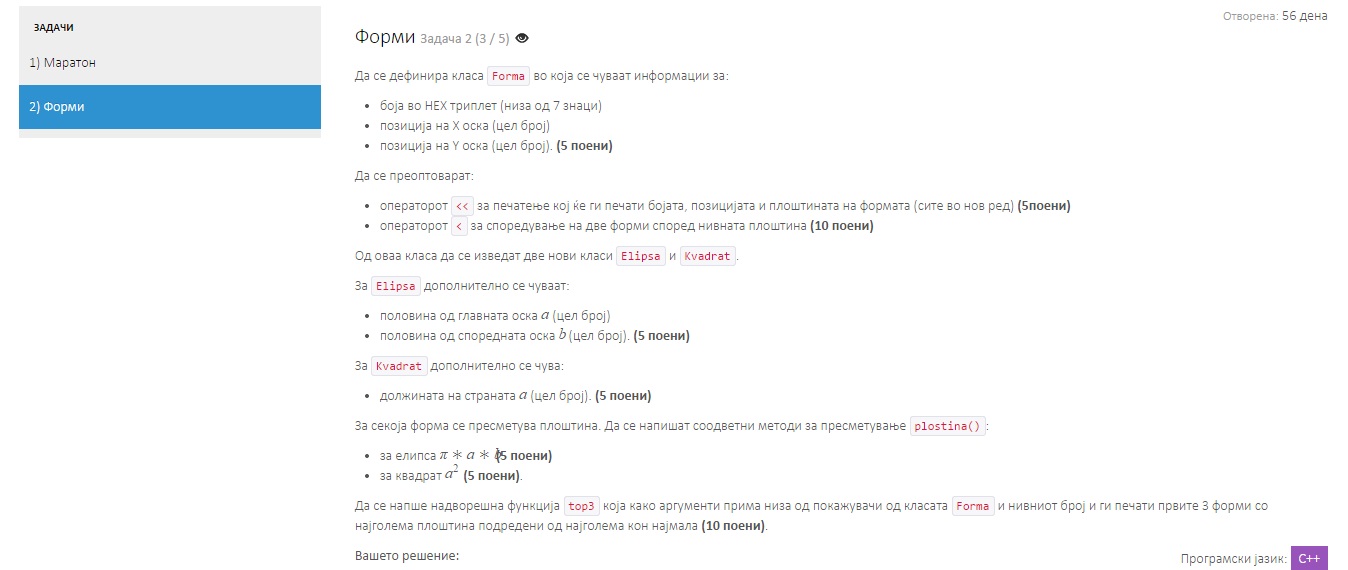 Отворена: 56 дена
ЗАДАЧИ
1) Маратон
2) Форми
Форми Задача 2 (3 / 5)
Да се дефинира класа Forma во која се чуваат информации за:
• боја во HEX триплет (низа од 7 знаци)
• позиција на X оска (цел број)
• позиција на Y оска (цел број). (5 поени)
Да се преоптоварат:
• операторот << за печатење кој ќе ги печати бојата, позицијата и плоштината на формата (сите во нов ред) (5поени)
• операторот < за споредување на две форми според нивната плоштина (10 поени)
Од оваа класа да се изведат две нови класи Elipsa и Kvadrat.
За Elipsa дополнително се чуваат:
• половина од главната оска a (цел број)
• половина од споредната оска b (цел број). (5 поени)
За Kvadrat дополнително се чува:
• должината на страната a (цел број). (5 поени)
За секоја форма се пресметува плоштина. Да се напишат соодветни методи за пресметување plostina():
• за елипса π ∗ a ∗ b (5 поени)
• за квадрат a² (5 поени).
Да се напше надворешна функција top3 која како аргументи прима низа од покажувачи од класата Forma и нивниот број и ги печати првите 3 форми со
најголема плоштина подредени од најголема кон најмала (10 поени).
Вашето решение:
Програмски јазик: C++